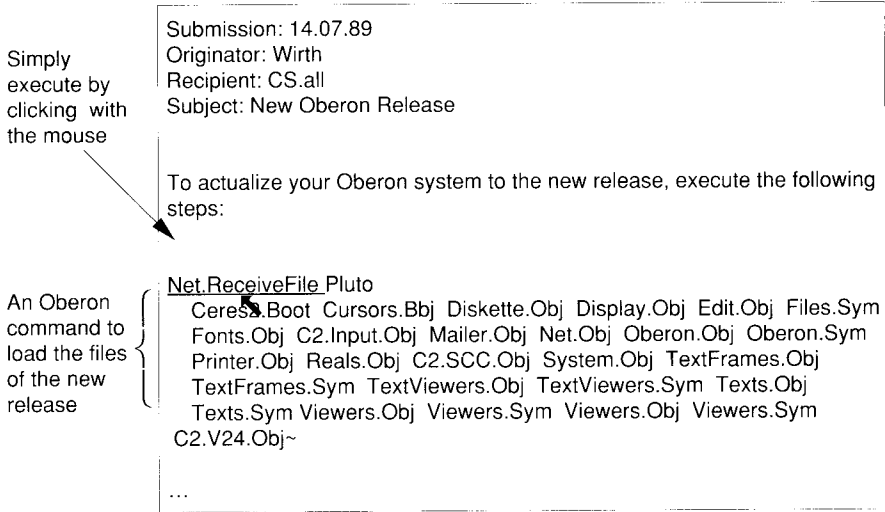 Submission: 14.07.89
Originator: Wirth
Recipient: CS.all
Subject: New Oberon Release
Simply
execute by
clicking with
the mouse
To actualize your Oberon system to the new release, execute the following
steps:
Net.ReceiveFile Pluto
Ceres2.Boot Cursors.Bbj Diskette.Obj Display.Obj Edit.Obj Files.Sym
Fonts.Obj C2.Input.Obj Mailer.Obj Net.Obj Oberon.Obj Oberon.Sym
Printer.Obj Reals.Obj C2.SCC.Obj System.Obj TextFrames.Obj
TextFrames.Sym TextViewers.Obj TextViewers.Sym Texts.Obj
Texts.Sym Viewers.Obj Viewers.Sym Viewers.Obj Viewers.Sym
C2.V24.Obj~
An Oberon
command to
load the files
of the new
release
...